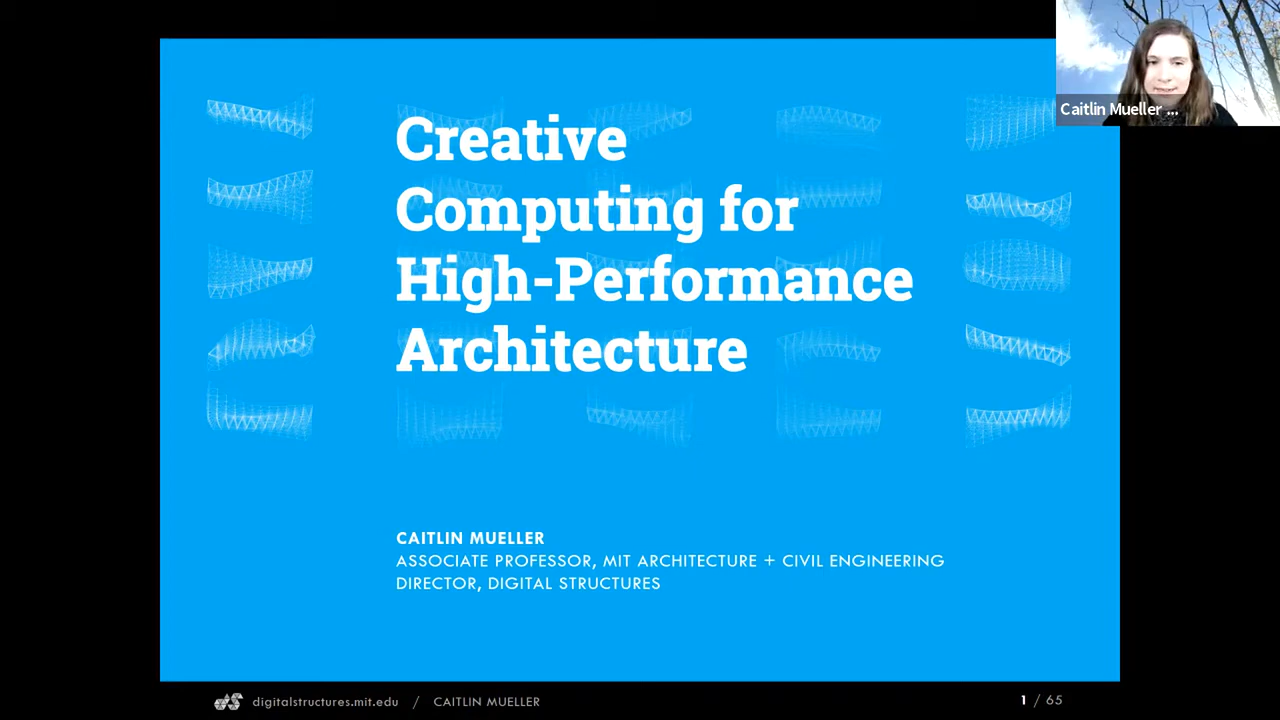 Creative
Computing for
High-Performance
Architecture
Caitlin Mueller ...
CAITLIN MUELLER
ASSOCIATE PROFESSOR, MIT ARCHITECTURE + CIVIL ENGINEERING
DIRECTOR, DIGITAL STRUCTURES
digitalstructures.mit.edu / CAITLIN MUELLER
1 / 65